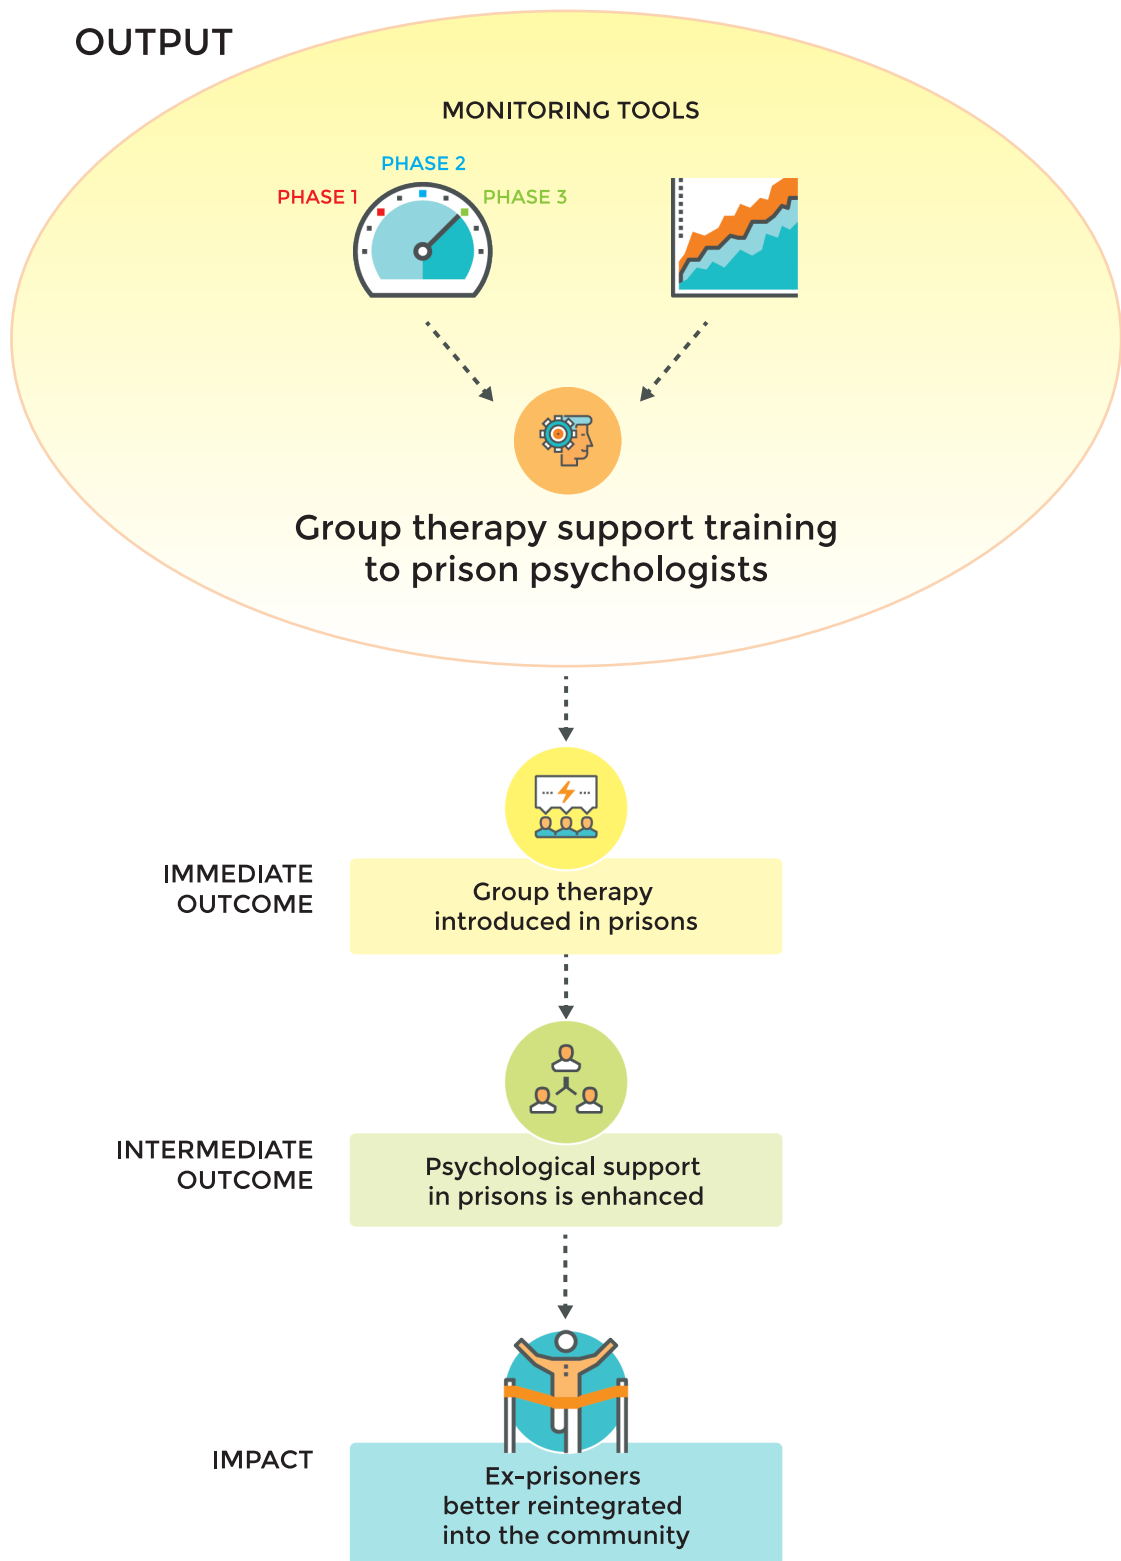 OUTPUT
MONITORING TOOLS
PHASE 2
PHASE 1
PHASE 3
Group therapy support training
to prison psychologists
IMMEDIATE
OUTCOME
Group therapy
introduced in prisons
INTERMEDIATE
OUTCOME
Psychological support
in prisons is enhanced
IMPACT
Ex-prisoners
better reintegrated
into the community